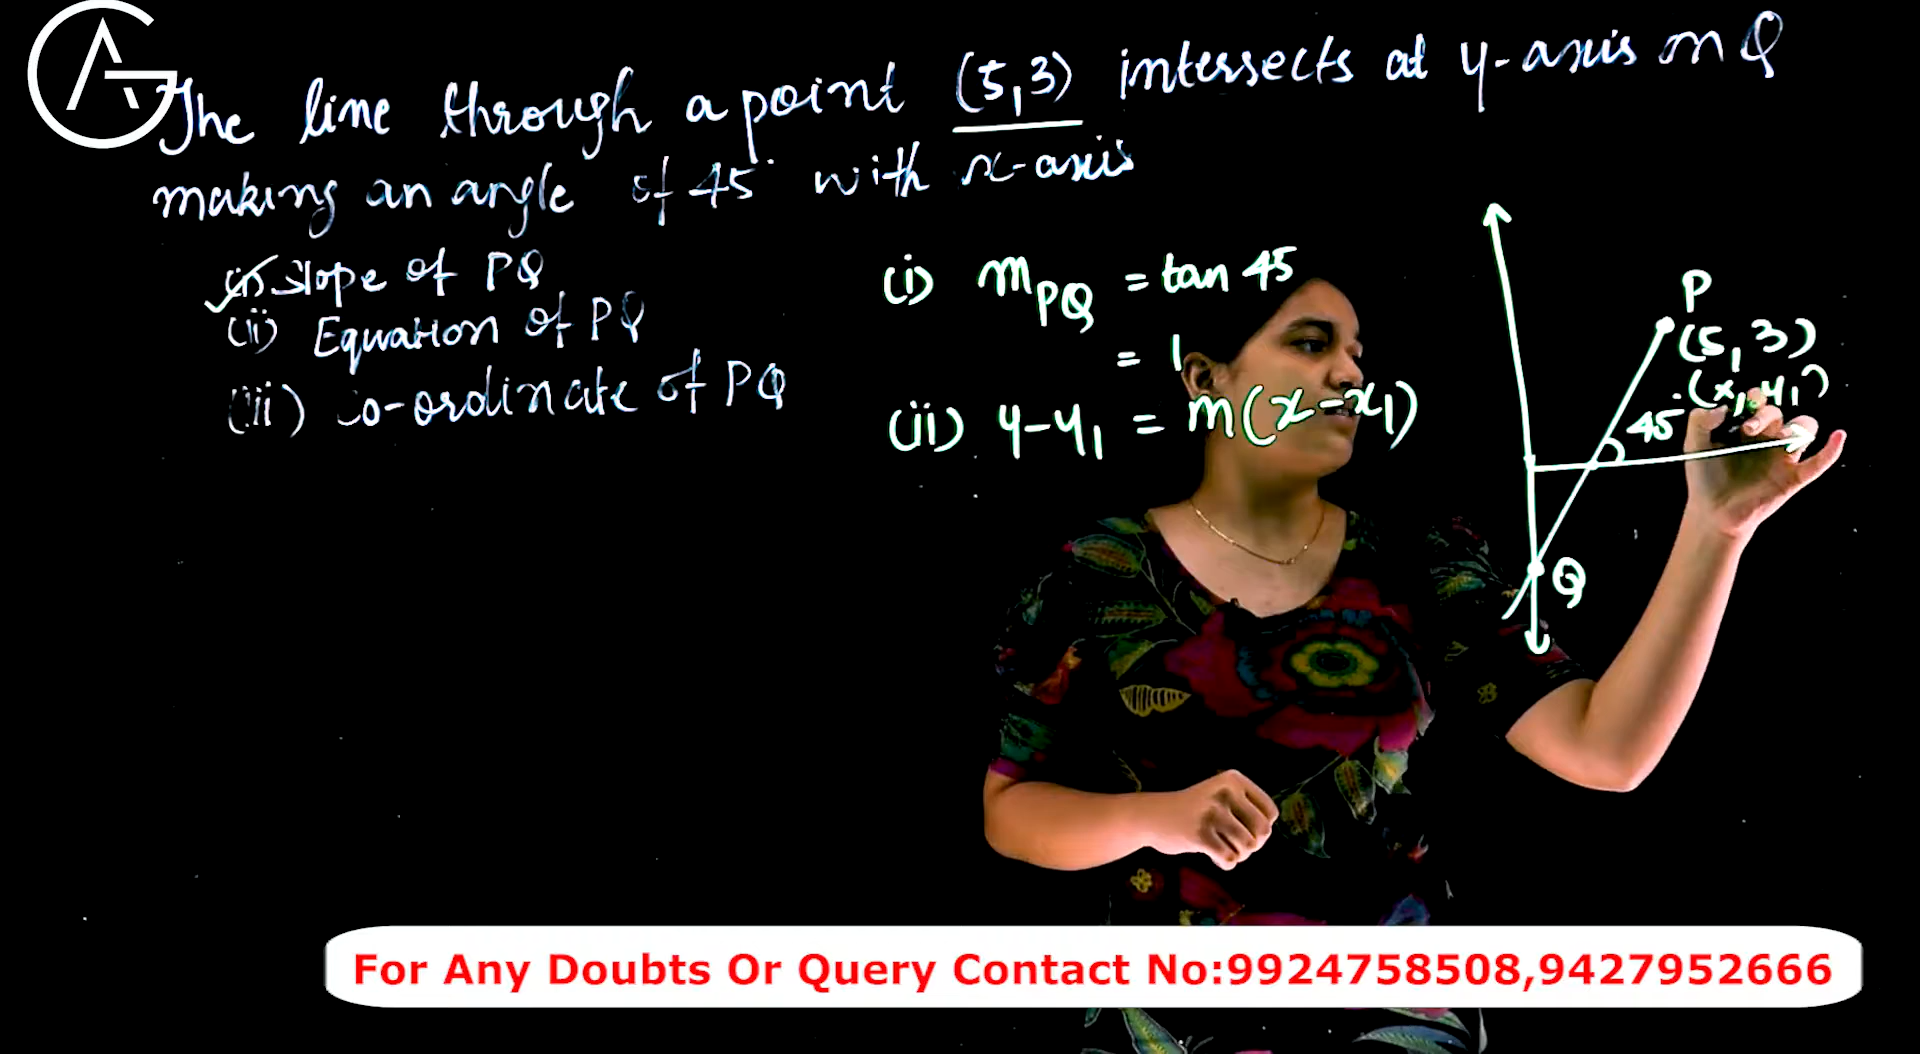 AG
The line through a point (5,3) intersects at y-axis on Q
making an angle of 45° with x-axis
(i) Slope of PQ
(ii) Equation of PQ
(iii) Co-ordinate of PQ
(i) m_PQ = tan 45
= 1
(ii) y-y₁ = m(x-x₁)
P
(5, 3)
(x₁, y₁)
45°
Q
For Any Doubts Or Query Contact No:9924758508,9427952666